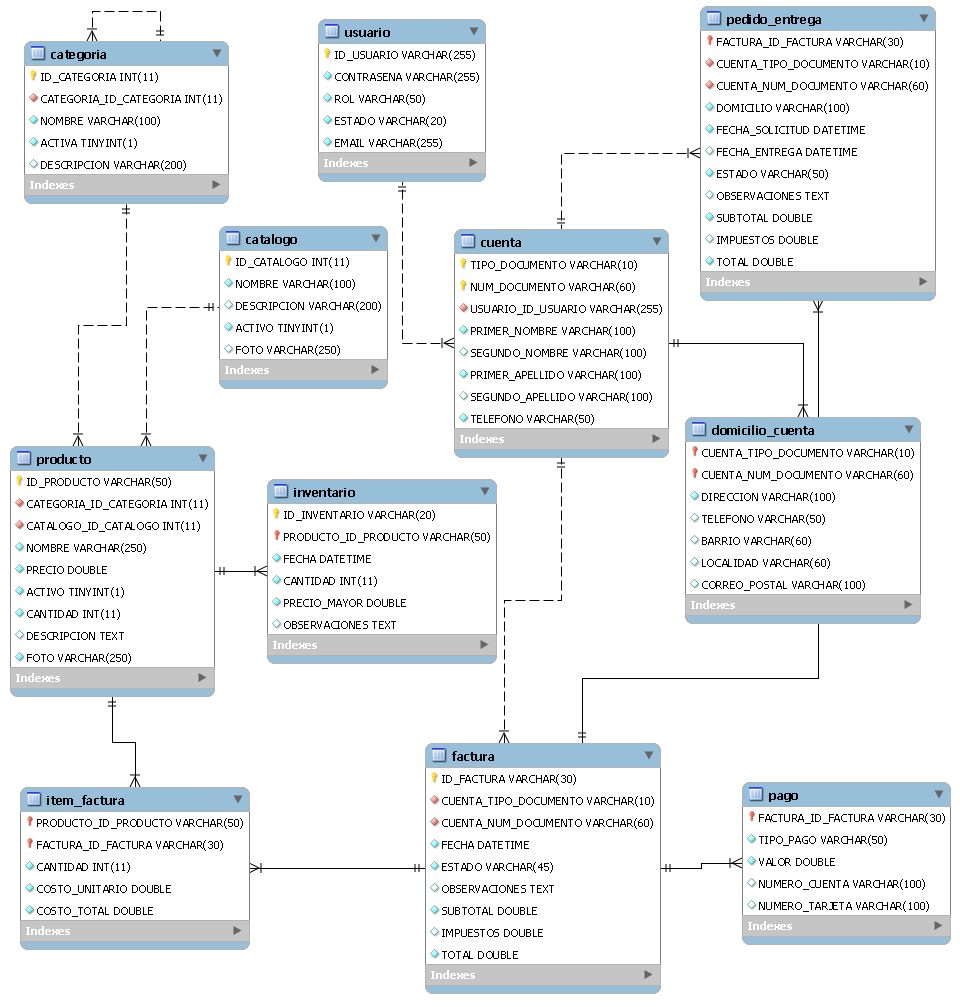 categoria
ID_CATEGORIA INT(11)
CATEGORIA_ID_CATEGORIA INT(11)
NOMBRE VARCHAR(100)
ACTIVA TINYINT(1)
DESCRIPCION VARCHAR(200)
Indexes
usuario
ID_USUARIO VARCHAR(255)
CONTRASENA VARCHAR(255)
ROL VARCHAR(50)
ESTADO VARCHAR(20)
EMAIL VARCHAR(255)
Indexes
pedido_entrega
FACTURA_ID_FACTURA VARCHAR(30)
CUENTA_TIPO_DOCUMENTO VARCHAR(10)
CUENTA_NUM_DOCUMENTO VARCHAR(60)
DOMICILIO VARCHAR(100)
FECHA_SOLICITUD DATETIME
FECHA_ENTREGA DATETIME
ESTADO VARCHAR(50)
OBSERVACIONES TEXT
SUBTOTAL DOUBLE
IMPUESTOS DOUBLE
TOTAL DOUBLE
Indexes
catalogo
ID_CATALOGO INT(11)
NOMBRE VARCHAR(100)
DESCRIPCION VARCHAR(200)
ACTIVO TINYINT(1)
FOTO VARCHAR(250)
Indexes
cuenta
TIPO_DOCUMENTO VARCHAR(10)
NUM_DOCUMENTO VARCHAR(60)
USUARIO_ID_USUARIO VARCHAR(255)
PRIMER_NOMBRE VARCHAR(100)
SEGUNDO_NOMBRE VARCHAR(100)
PRIMER_APELLIDO VARCHAR(100)
SEGUNDO_APELLIDO VARCHAR(100)
TELEFONO VARCHAR(50)
Indexes
domicilio_cuenta
CUENTA_TIPO_DOCUMENTO VARCHAR(10)
CUENTA_NUM_DOCUMENTO VARCHAR(60)
DIRECCION VARCHAR(100)
TELEFONO VARCHAR(50)
BARRIO VARCHAR(60)
LOCALIDAD VARCHAR(60)
CORREO_POSTAL VARCHAR(100)
Indexes
producto
ID_PRODUCTO VARCHAR(50)
CATEGORIA_ID_CATEGORIA INT(11)
CATALOGO_ID_CATALOGO INT(11)
NOMBRE VARCHAR(250)
PRECIO DOUBLE
ACTIVO TINYINT(1)
CANTIDAD INT(11)
DESCRIPCION TEXT
FOTO VARCHAR(250)
Indexes
inventario
ID_INVENTARIO VARCHAR(20)
PRODUCTO_ID_PRODUCTO VARCHAR(50)
FECHA DATETIME
CANTIDAD INT(11)
PRECIO_MAYOR DOUBLE
OBSERVACIONES TEXT
Indexes
item_factura
PRODUCTO_ID_PRODUCTO VARCHAR(50)
FACTURA_ID_FACTURA VARCHAR(30)
CANTIDAD INT(11)
COSTO_UNITARIO DOUBLE
COSTO_TOTAL DOUBLE
Indexes
factura
ID_FACTURA VARCHAR(30)
CUENTA_TIPO_DOCUMENTO VARCHAR(10)
CUENTA_NUM_DOCUMENTO VARCHAR(60)
FECHA DATETIME
ESTADO VARCHAR(45)
OBSERVACIONES TEXT
SUBTOTAL DOUBLE
IMPUESTOS DOUBLE
TOTAL DOUBLE
Indexes
pago
FACTURA_ID_FACTURA VARCHAR(30)
TIPO_PAGO VARCHAR(50)
VALOR DOUBLE
NUMERO_CUENTA VARCHAR(100)
NUMERO_TARJETA VARCHAR(100)
Indexes